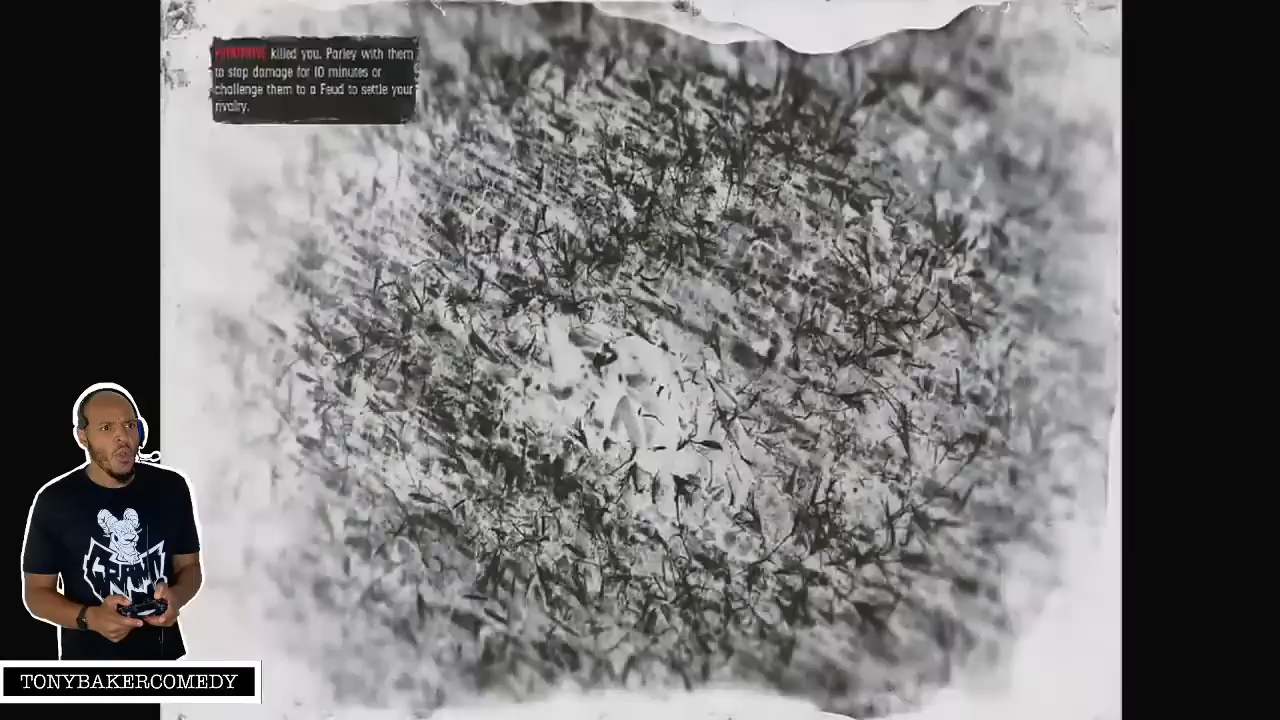 killed you. Parley with them
to stop damage for 10 minutes or
challenge them to a Feud to settle your
rivalry.
TONYBAKERCOMEDY